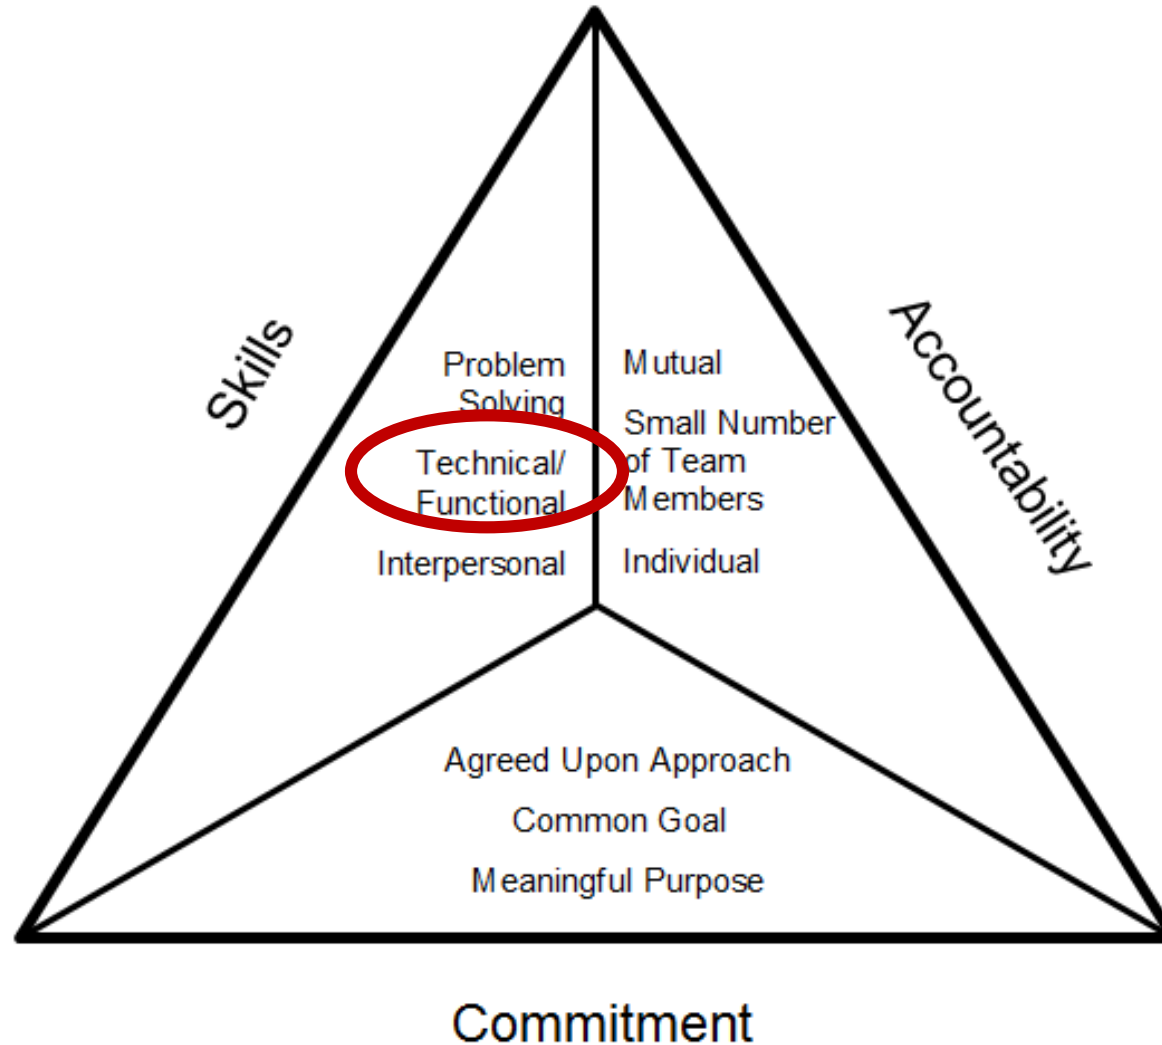 Skills
Problem
Solving
Technical/
Functional
Interpersonal
Mutual
Small Number
of Team
Members
Individual
Accountability
Agreed Upon Approach
Common Goal
Meaningful Purpose
Commitment